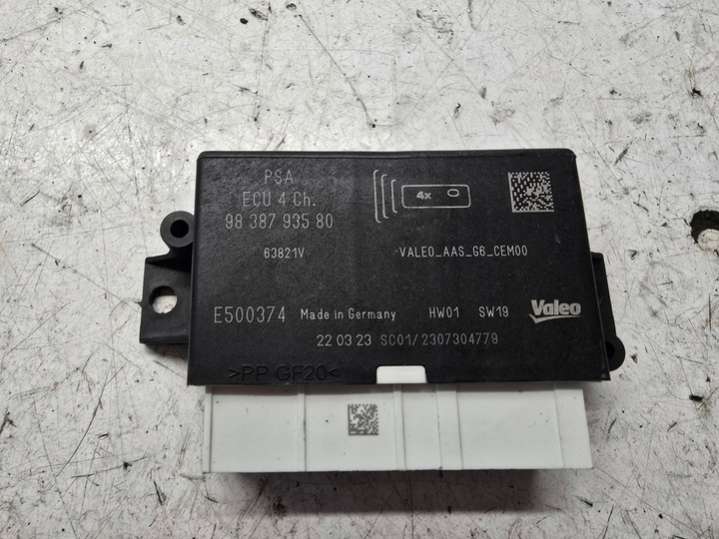 PSA
ECU 4 Ch.
98 387 935 80
4x
63821V
VALEO_AAS_G6_CEM00
E500374
Made in Germany
HW01
SW19
Valeo
22 03 23 SC01/2307304779
>PP GF20<